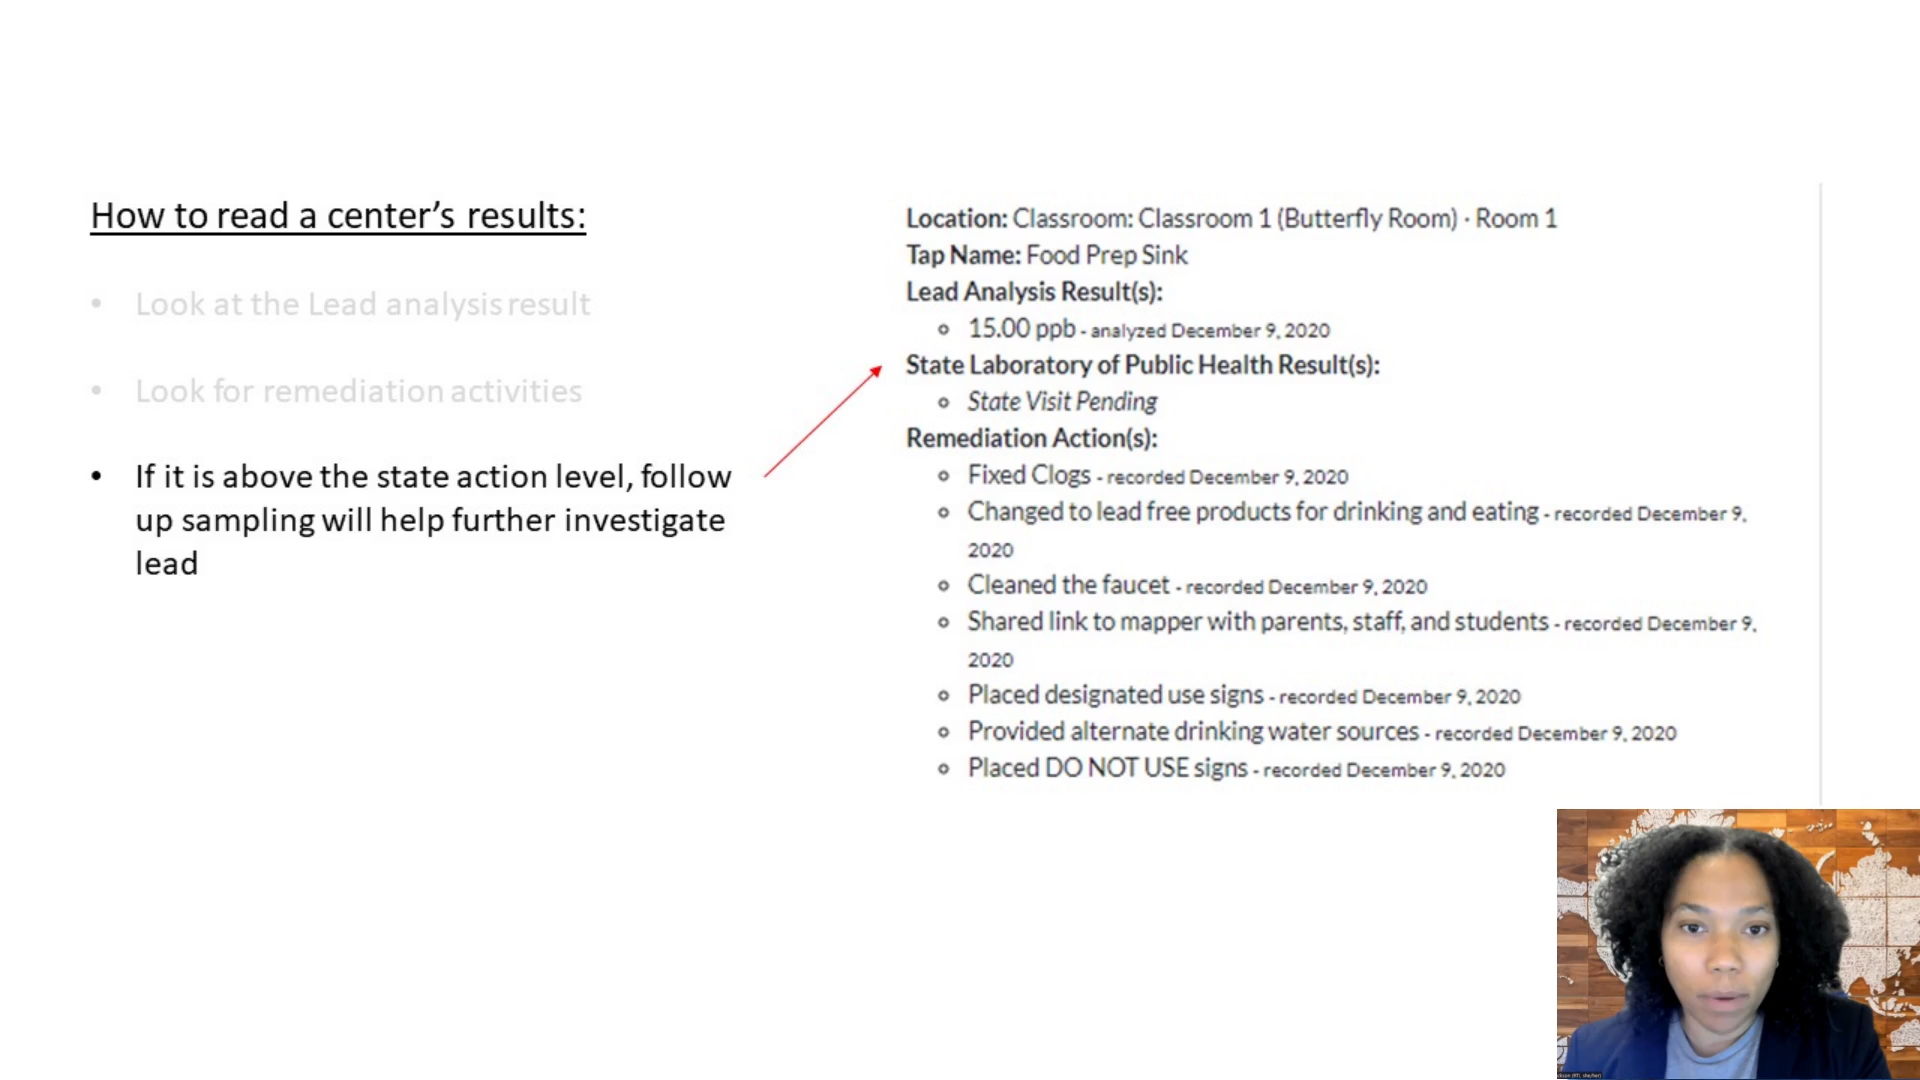 How to read a center's results:
• Look at the Lead analysis result
• Look for remediation activities
• If it is above the state action level, follow
up sampling will help further investigate
lead
Location: Classroom: Classroom 1 (Butterfly Room) · Room 1
Tap Name: Food Prep Sink
Lead Analysis Result(s):
15.00 ppb - analyzed December 9, 2020
State Laboratory of Public Health Result(s):
State Visit Pending
Remediation Action(s):
Fixed Clogs - recorded December 9, 2020
Changed to lead free products for drinking and eating - recorded December 9,
2020
Cleaned the faucet - recorded December 9, 2020
Shared link to mapper with parents, staff, and students - recorded December 9,
2020
Placed designated use signs - recorded December 9, 2020
Provided alternate drinking water sources - recorded December 9, 2020
Placed DO NOT USE signs - recorded December 9, 2020